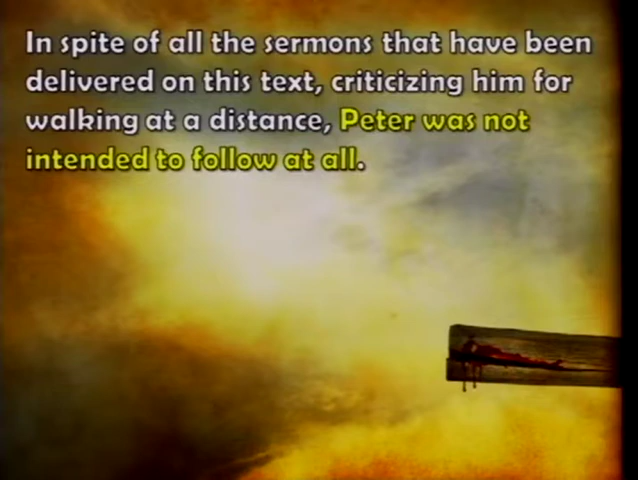 In spite of all the sermons that have been
delivered on this text, criticizing him for
walking at a distance, Peter was not
intended to follow at all.